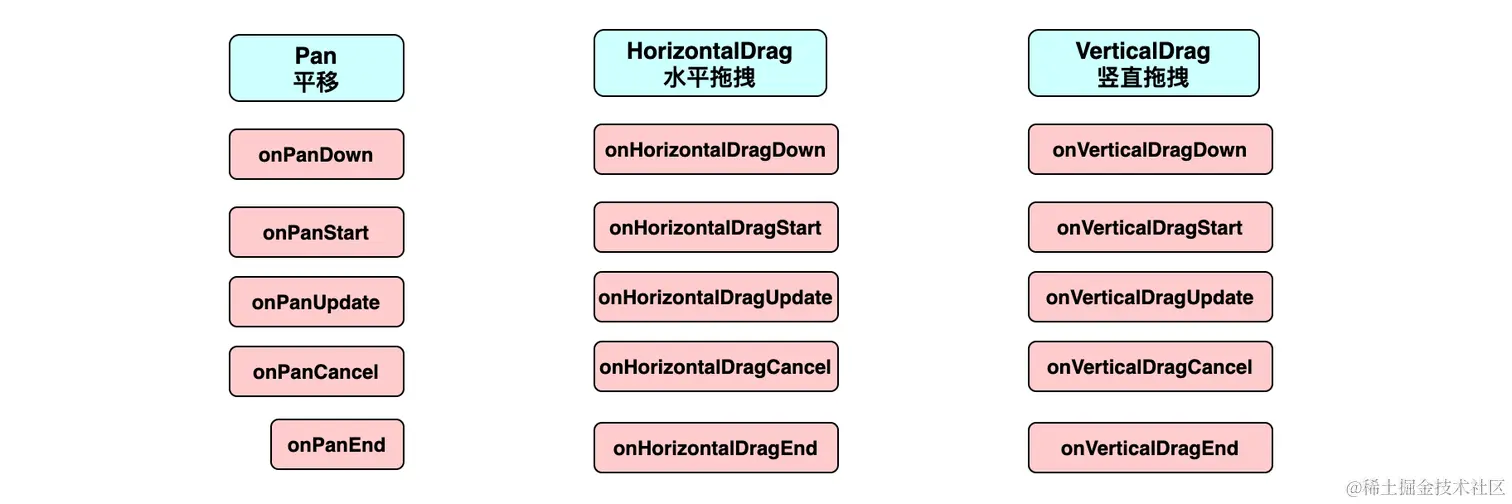 Pan
平移
onPanDown
onPanStart
onPanUpdate
onPanCancel
onPanEnd
HorizontalDrag
水平拖拽
onHorizontalDragDown
onHorizontalDragStart
onHorizontalDragUpdate
onHorizontalDragCancel
onHorizontalDragEnd
VerticalDrag
竖直拖拽
onVerticalDragDown
onVerticalDragStart
onVerticalDragUpdate
onVerticalDragCancel
onVerticalDragEnd
@稀土掘金技术社区